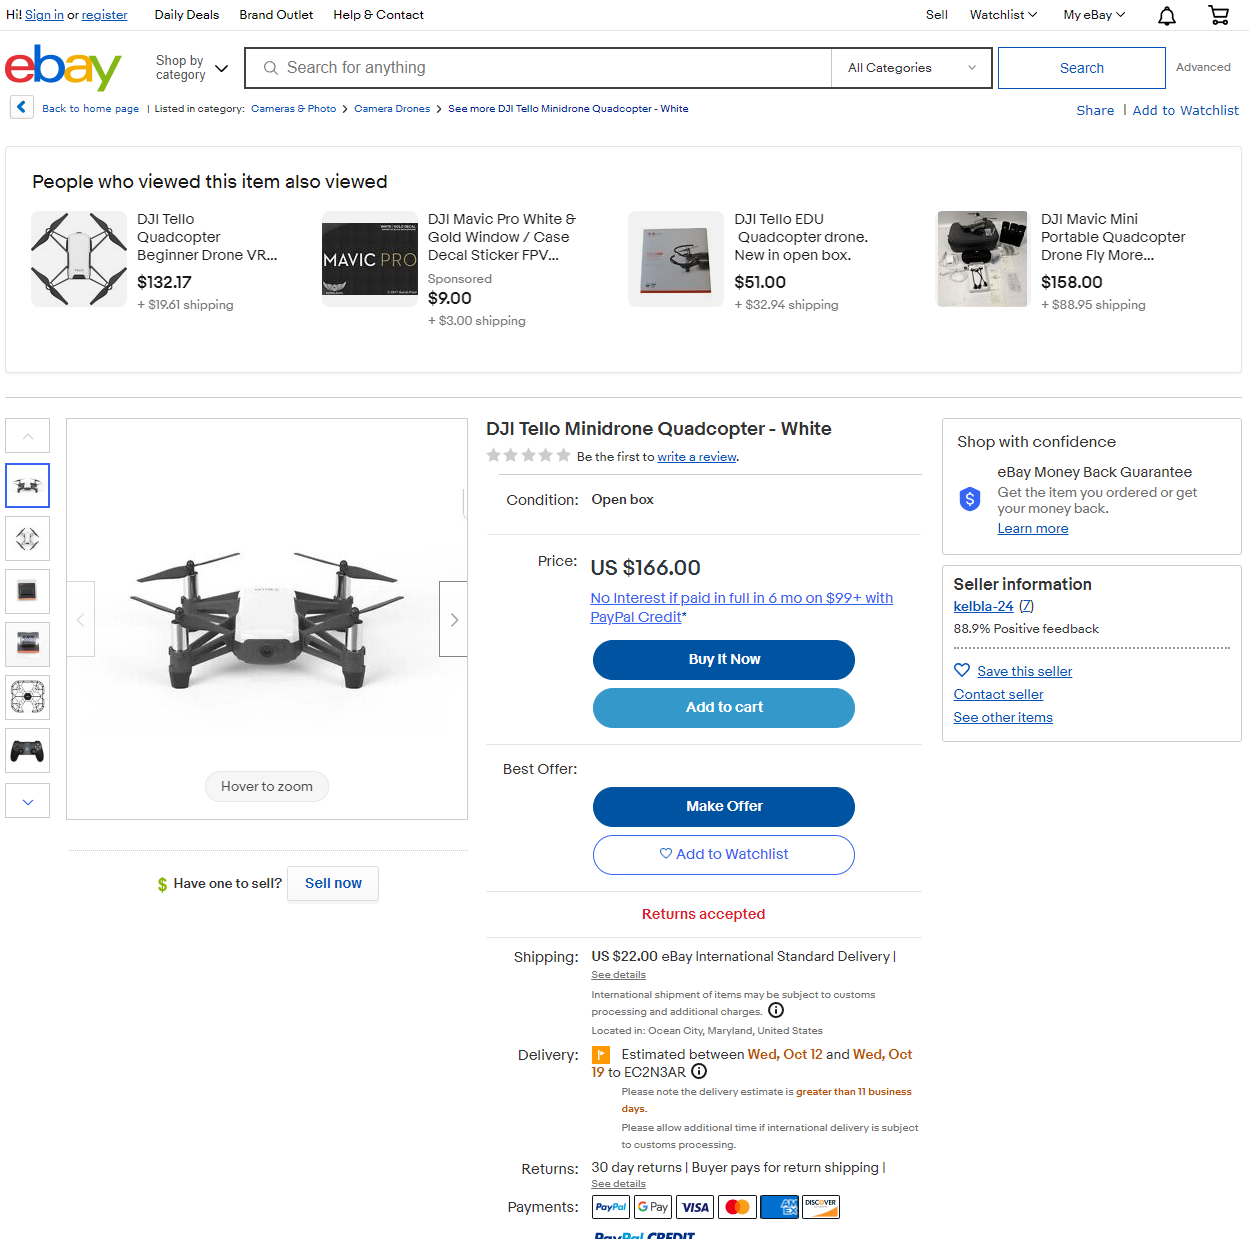 Hi! Sign in or register Daily Deals Brand Outlet Help & Contact Sell Watchlist My eBay
ebay
Shop by
category
Search for anything
All Categories
Search
Advanced
Back to home page | Listed in category: Cameras & Photo > Camera Drones > See more DJI Tello Minidrone Quadcopter - White
Share | Add to Watchlist
People who viewed this item also viewed
DJI Tello
Quadcopter
Beginner Drone VR...
$132.17
+ $19.61 shipping
MAVIC PRO
DJI Mavic Pro White &
Gold Window / Case
Decal Sticker FPV...
Sponsored
$9.00
+ $3.00 shipping
DJI Tello EDU
Quadcopter drone.
New in open box.
$51.00
+ $32.94 shipping
DJI Mavic Mini
Portable Quadcopter
Drone Fly More...
$158.00
+ $88.95 shipping
Hover to zoom
$ Have one to sell? Sell now
DJI Tello Minidrone Quadcopter - White
Be the first to write a review.
Condition: Open box
Price: US $166.00
No Interest if paid in full in 6 mo on $99+ with
PayPal Credit*
Buy It Now
Add to cart
Best Offer:
Make Offer
Add to Watchlist
Returns accepted
Shipping: US $22.00 eBay International Standard Delivery |
See details
International shipment of items may be subject to customs
processing and additional charges.
Located in: Ocean City, Maryland, United States
Delivery: Estimated between Wed, Oct 12 and Wed, Oct
19 to EC2N3AR
Please note the delivery estimate is greater than 11 business
days.
Please allow additional time if international delivery is subject
to customs processing.
Returns: 30 day returns | Buyer pays for return shipping |
See details
Payments: PayPal G Pay VISA AMEX DISCOVER
PayPal CREDIT
Shop with confidence
eBay Money Back Guarantee
Get the item you ordered or get
your money back.
Learn more
Seller information
kelbla-24 (7)
88.9% Positive feedback
Save this seller
Contact seller
See other items